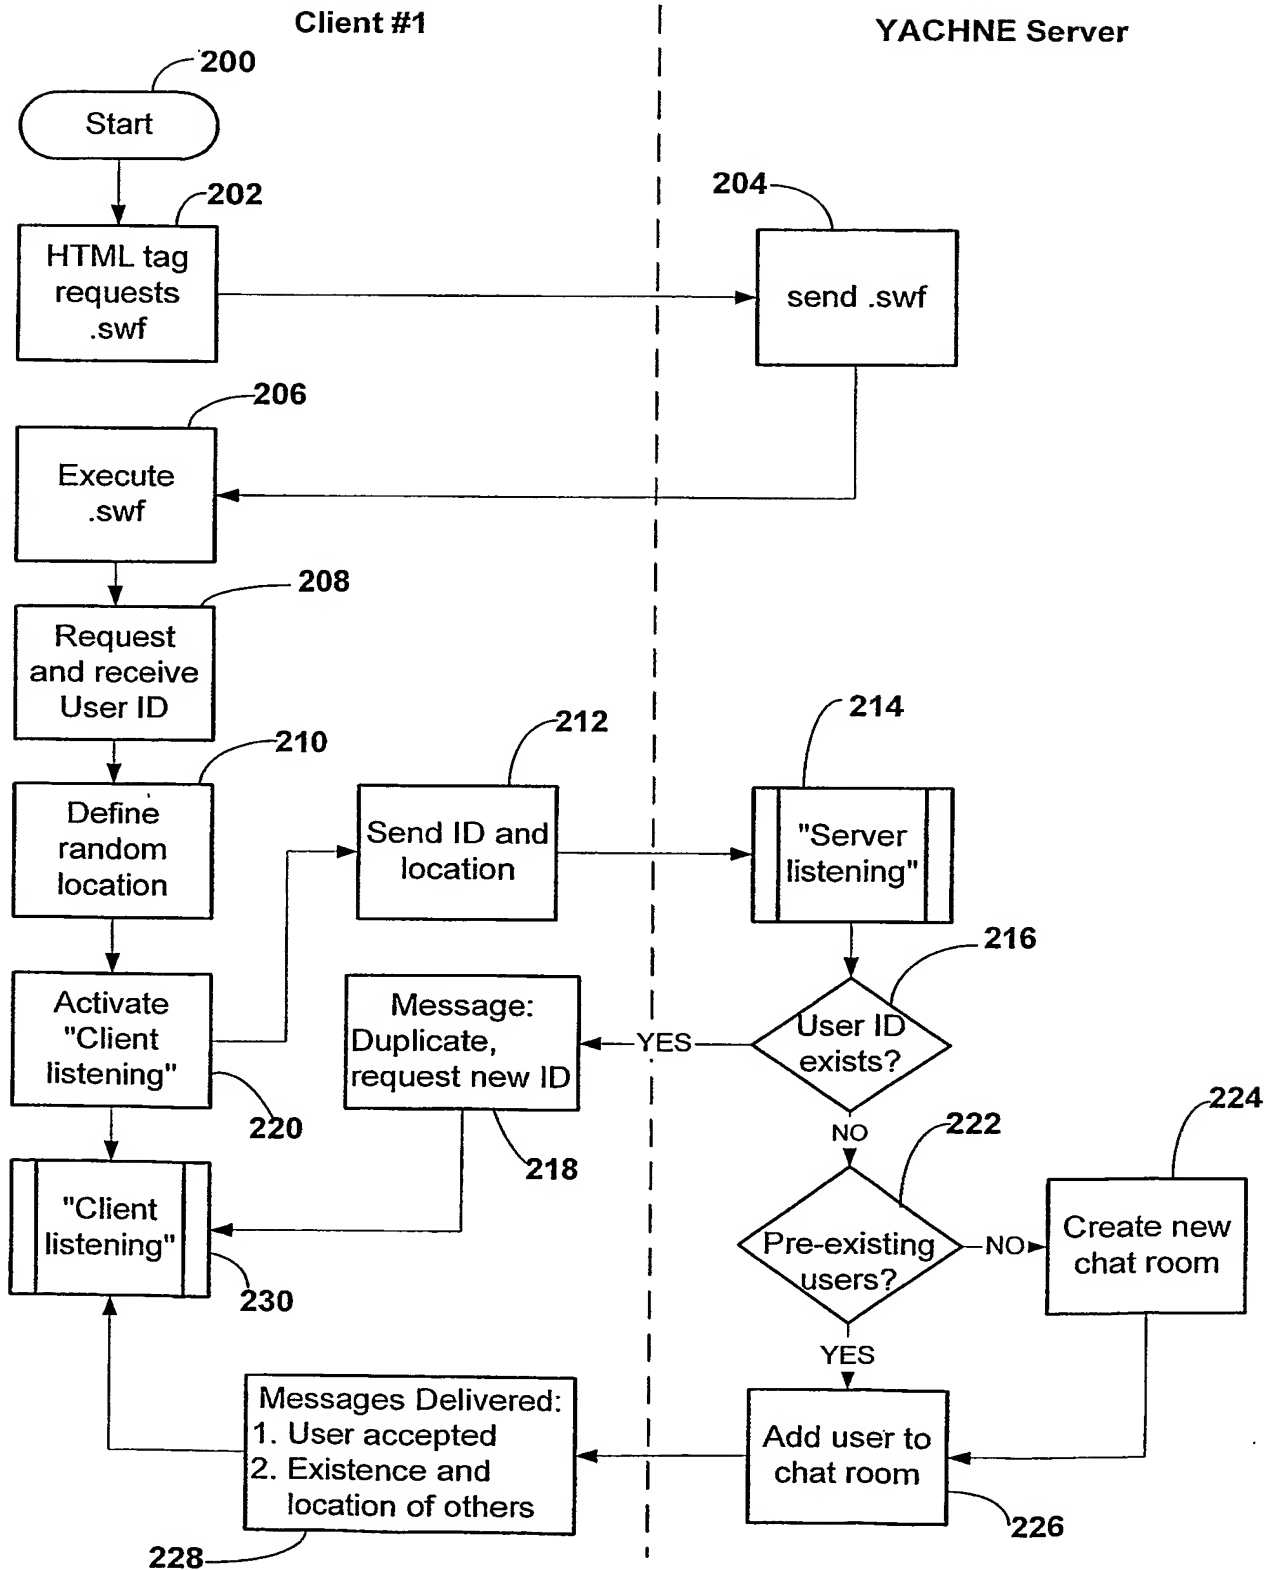 Client #1
YACHNE Server
200
Start
202
HTML tag
requests
.swf
204
send .swf
206
Execute
.swf
208
Request
and receive
User ID
210
Define
random
location
212
Send ID and
location
214
"Server
listening"
216
User ID
exists?
YES
Message:
Duplicate,
request new ID
218
Activate
"Client
listening"
220
NO
222
Pre-existing
users?
NO
224
Create new
chat room
"Client
listening"
230
YES
Add user to
chat room
226
Messages Delivered:
1. User accepted
2. Existence and
location of others
228